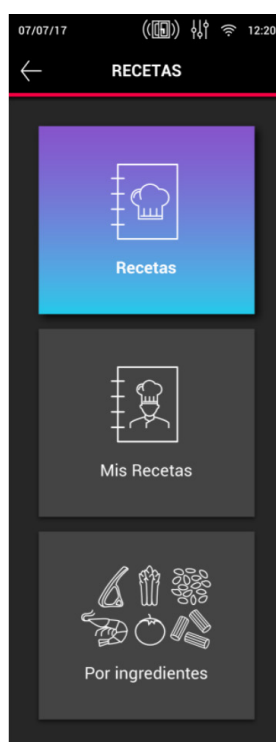 07/07/17 12:20
RECETAS
Recetas
Mis Recetas
Por ingredientes